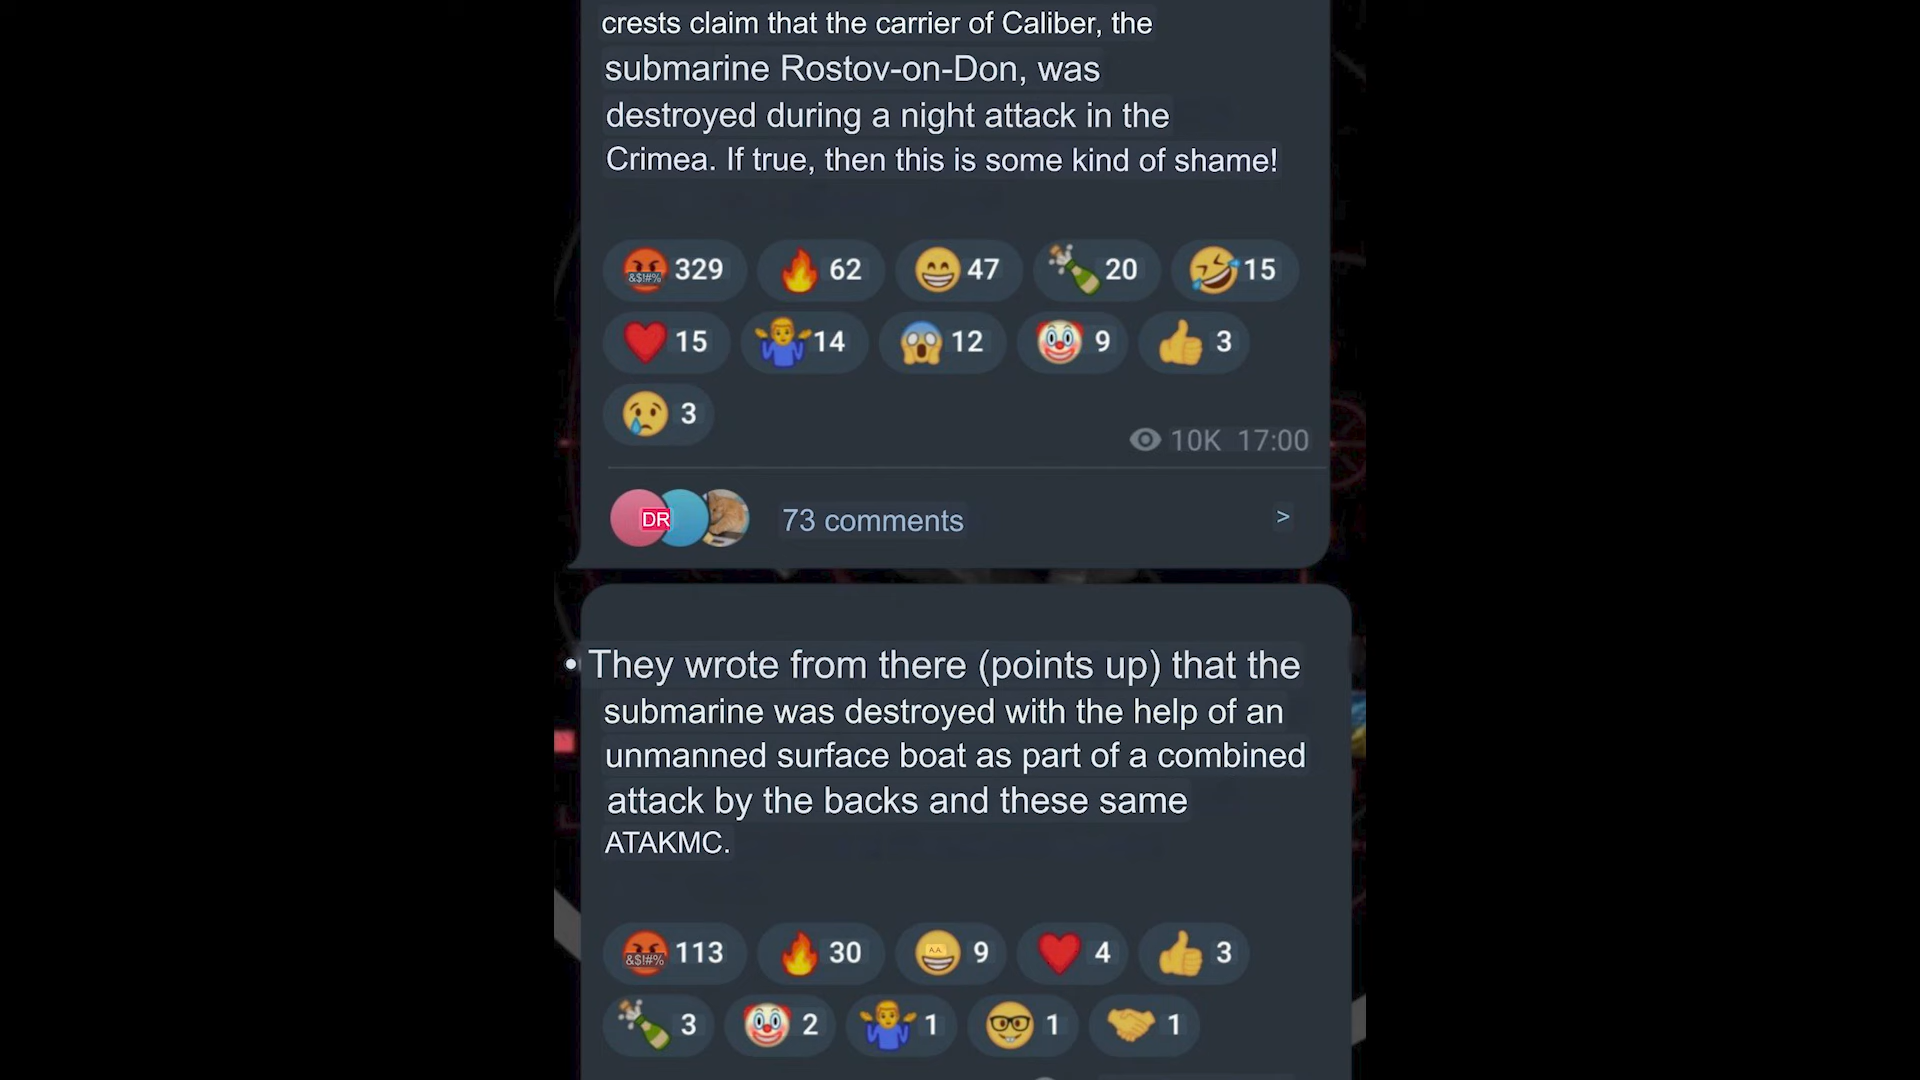 crests claim that the carrier of Caliber, the
submarine Rostov-on-Don, was
destroyed during a night attack in the
Crimea. If true, then this is some kind of shame!
&$!#% 329 62 47 20 15
15 14 12 9 3
3
10K 17:00
DR 73 comments >
• They wrote from there (points up) that the
submarine was destroyed with the help of an
unmanned surface boat as part of a combined
attack by the backs and these same
ATAKMC.
&$!#% 113 30 A.A. 9 4 3
3 2 1 1 1